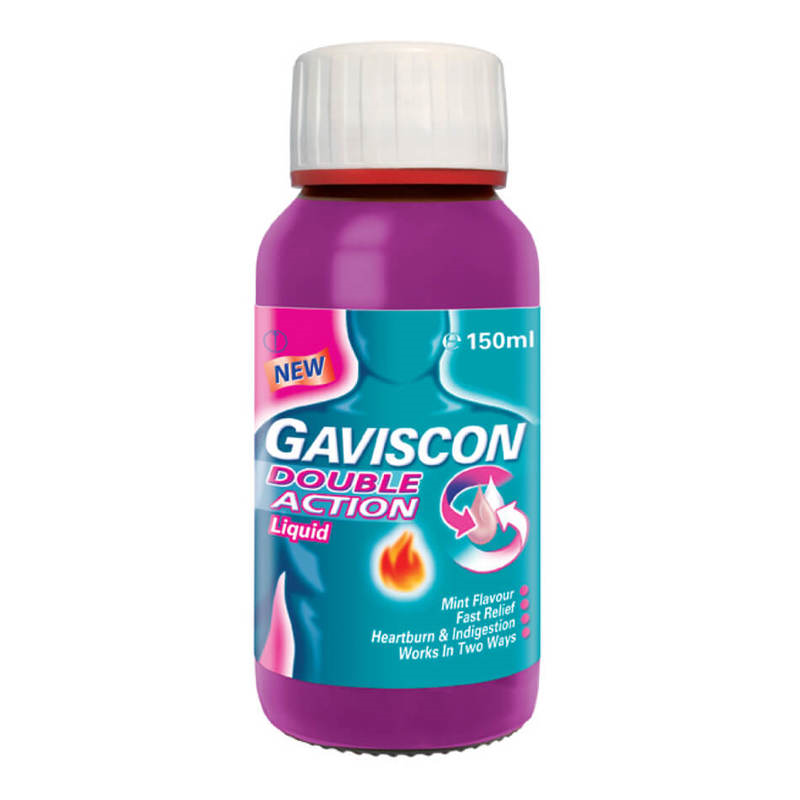 ℮ 150ml
NEW
GAVISCON
DOUBLE
ACTION
Liquid
Mint Flavour
Fast Relief
Heartburn & Indigestion
Works In Two Ways